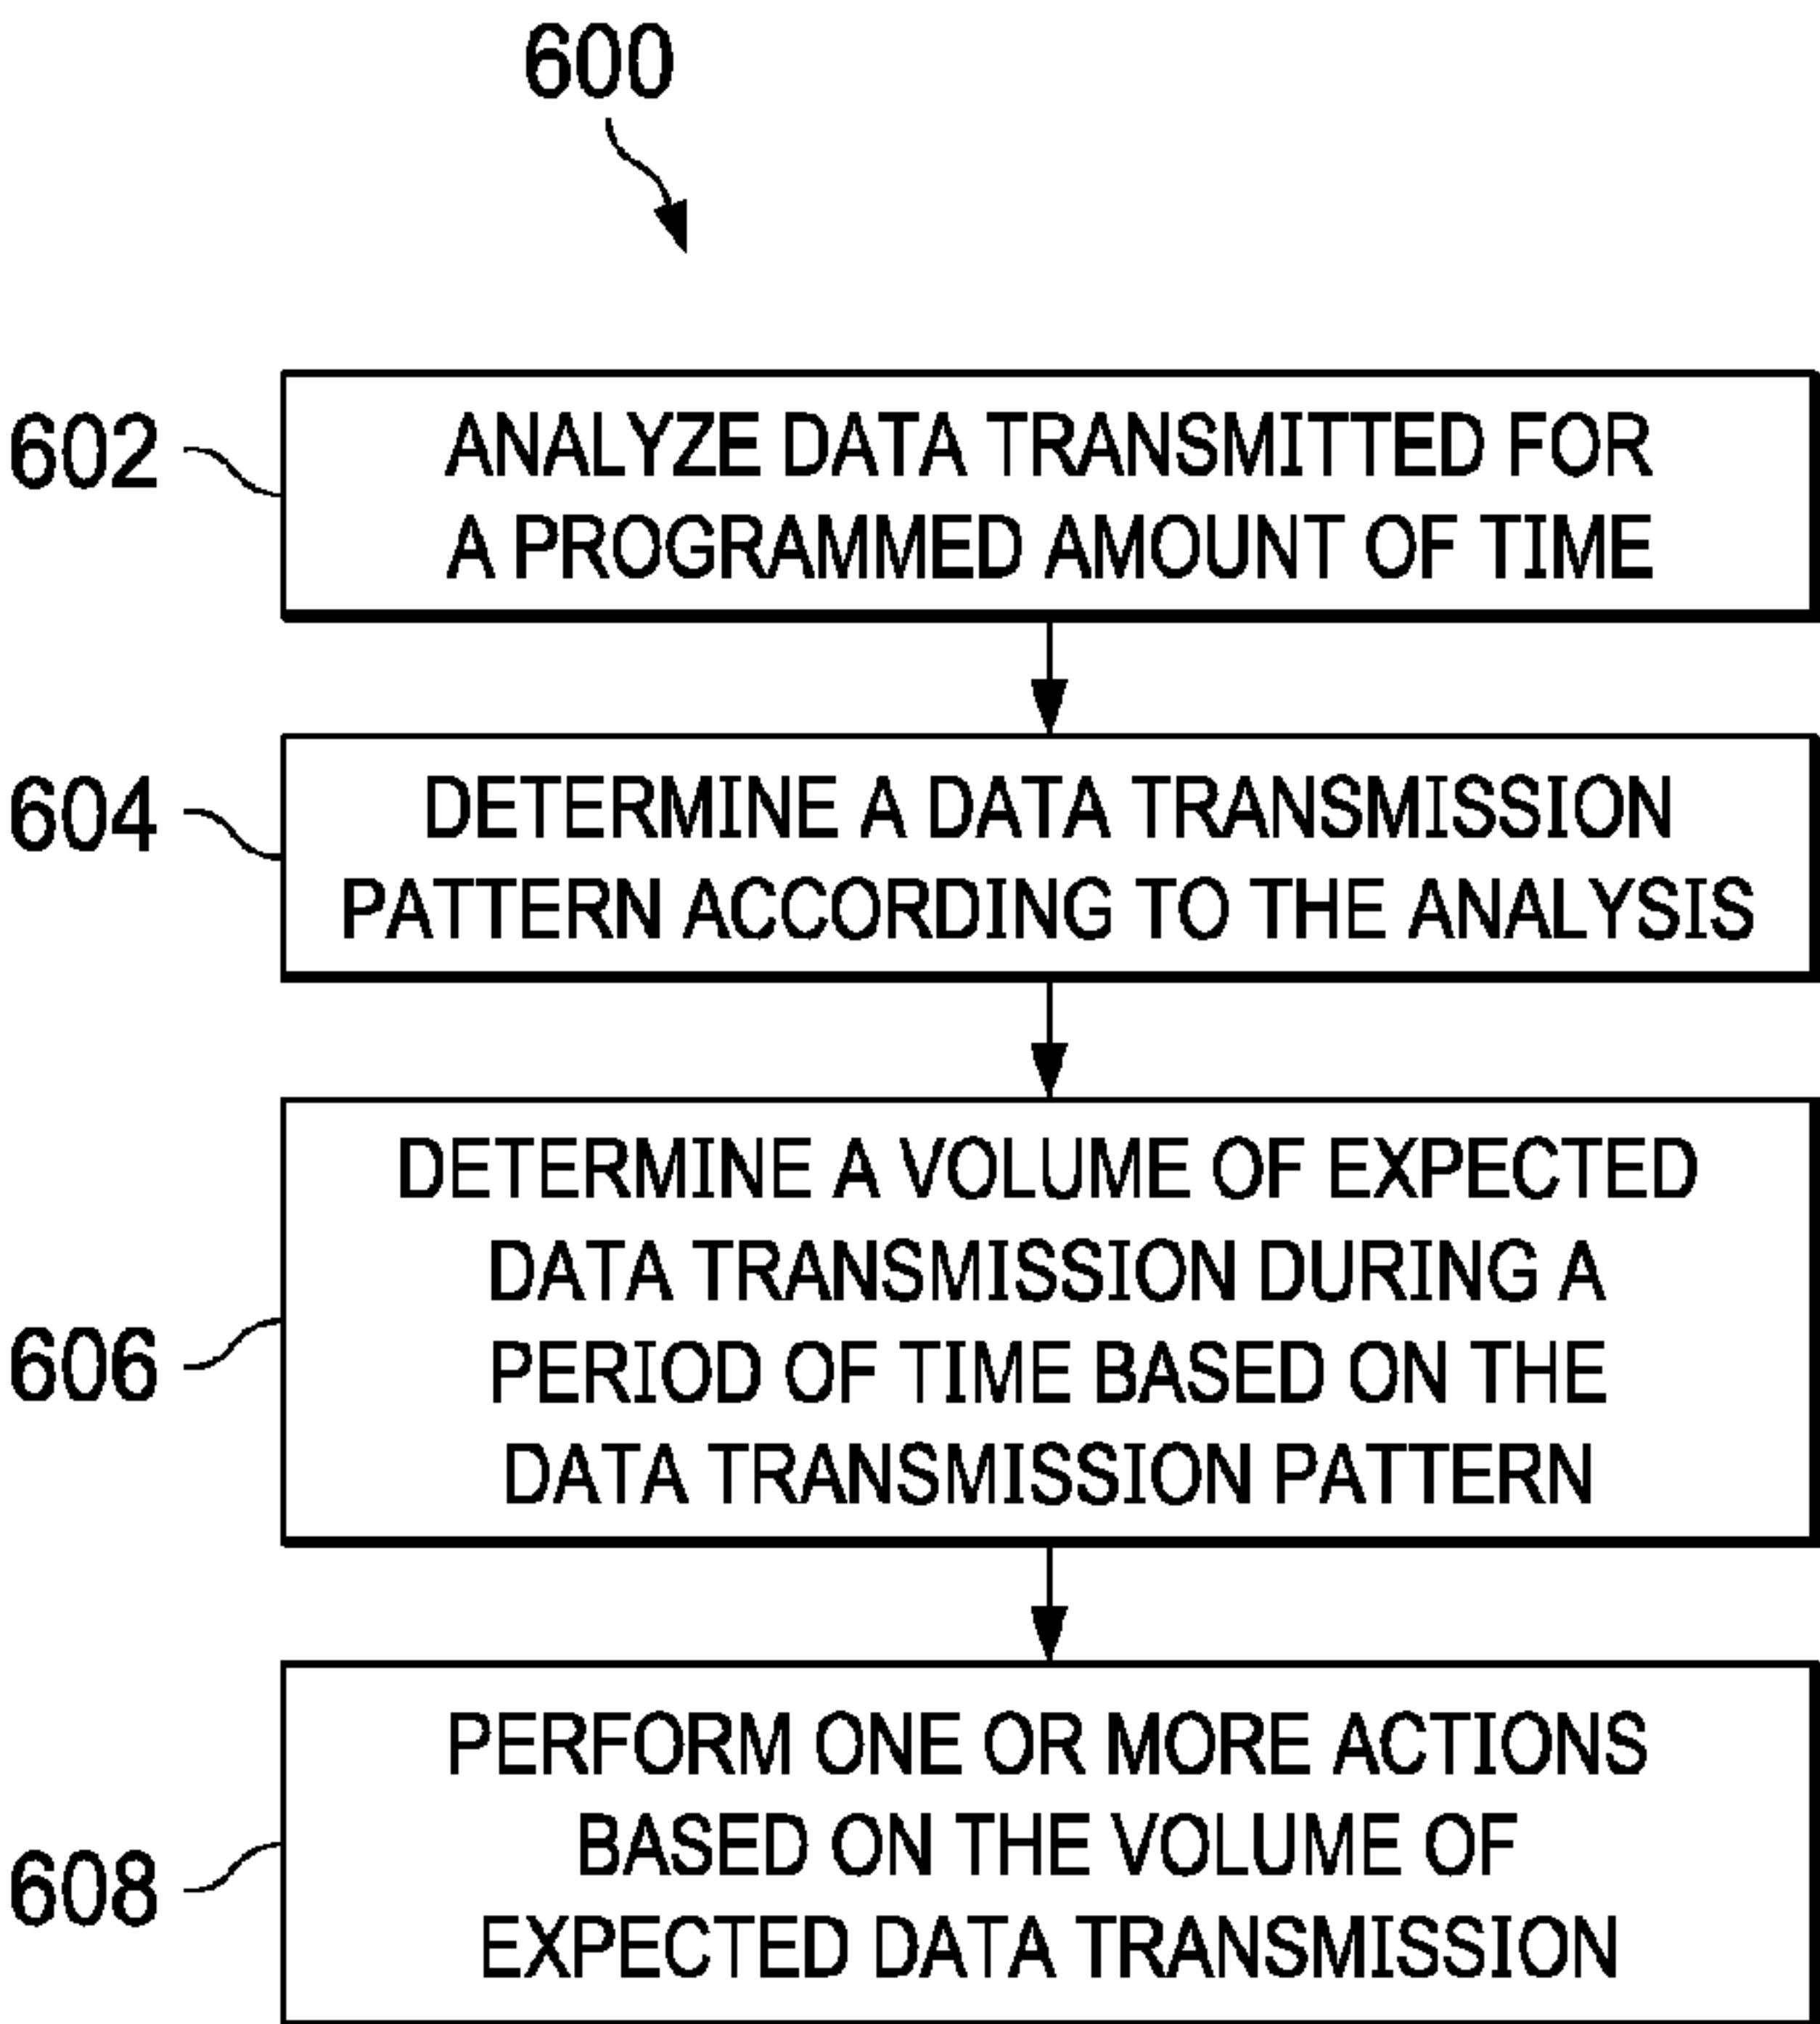 600
602
ANALYZE DATA TRANSMITTED FOR
A PROGRAMMED AMOUNT OF TIME
604
DETERMINE A DATA TRANSMISSION
PATTERN ACCORDING TO THE ANALYSIS
606
DETERMINE A VOLUME OF EXPECTED
DATA TRANSMISSION DURING A
PERIOD OF TIME BASED ON THE
DATA TRANSMISSION PATTERN
608
PERFORM ONE OR MORE ACTIONS
BASED ON THE VOLUME OF
EXPECTED DATA TRANSMISSION